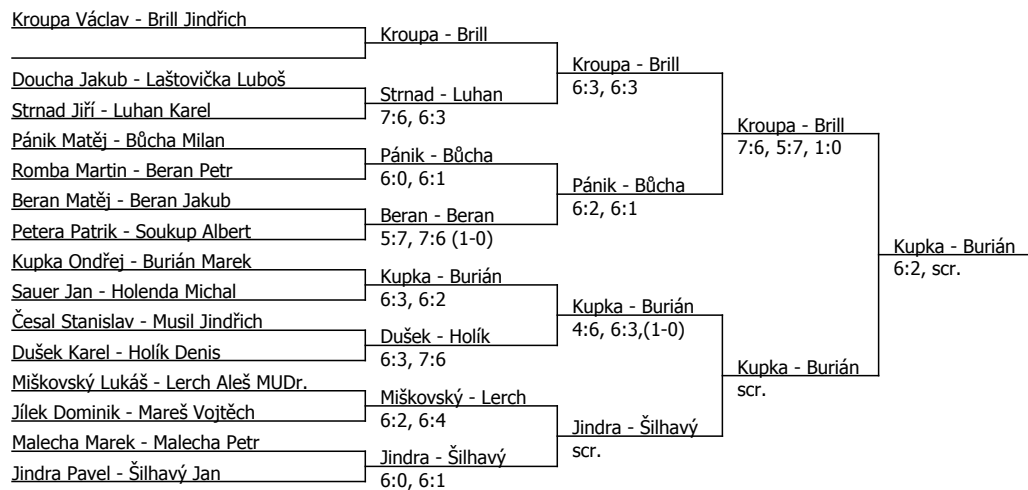 Kroupa Václav - Brill Jindřich
Doucha Jakub - Laštovička Luboš
Strnad Jiří - Luhan Karel
Pánik Matěj - Bůcha Milan
Romba Martin - Beran Petr
Beran Matěj - Beran Jakub
Petera Patrik - Soukup Albert
Kupka Ondřej - Burián Marek
Sauer Jan - Holenda Michal
Česal Stanislav - Musil Jindřich
Dušek Karel - Holík Denis
Miškovský Lukáš - Lerch Aleš MUDr.
Jílek Dominik - Mareš Vojtěch
Malecha Marek - Malecha Petr
Jindra Pavel - Šilhavý Jan
Kroupa - Brill
Strnad - Luhan
7:6, 6:3
Pánik - Bůcha
6:0, 6:1
Beran - Beran
5:7, 7:6 (1-0)
Kupka - Burián
6:3, 6:2
Dušek - Holík
6:3, 7:6
Miškovský - Lerch
6:2, 6:4
Jindra - Šilhavý
6:0, 6:1
Kroupa - Brill
6:3, 6:3
Pánik - Bůcha
6:2, 6:1
Kupka - Burián
4:6, 6:3,(1-0)
Jindra - Šilhavý
scr.
Kroupa - Brill
7:6, 5:7, 1:0
Kupka - Burián
scr.
Kupka - Burián
6:2, scr.